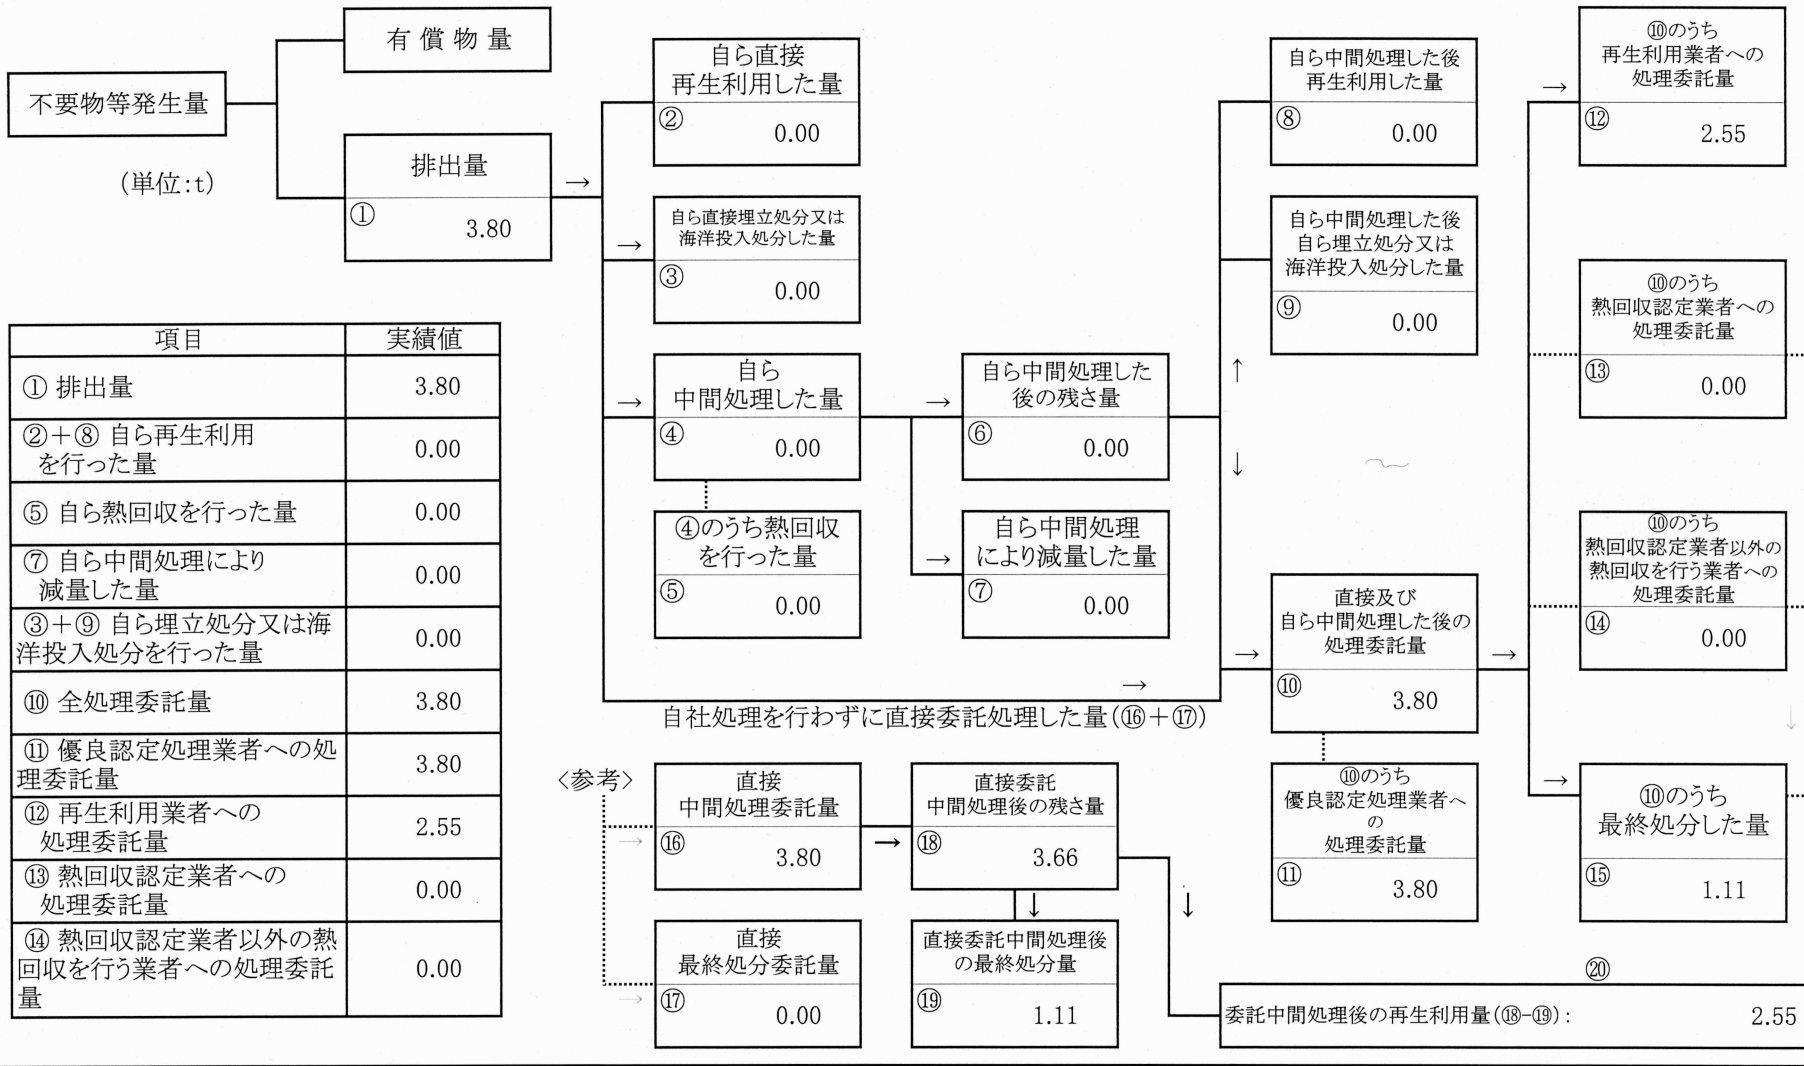 不要物等発生量
(単位:t)
有償物量
排出量
①
3.80
→
自ら直接
再生利用した量
②
0.00
→
自ら直接埋立処分又は
海洋投入処分した量
③
0.00
→
自ら
中間処理した量
④
0.00
④のうち熱回収
を行った量
⑤
0.00
→
自ら中間処理した
後の残さ量
⑥
0.00
→
自ら中間処理
により減量した量
⑦
0.00
↑
↓
自ら中間処理した後
再生利用した量
⑧
0.00
自ら中間処理した後
自ら埋立処分又は
海洋投入処分した量
⑨
0.00
→
自社処理を行わずに直接委託処理した量(⑯+⑰)
→
直接及び
自ら中間処理した後の
処理委託量
⑩
3.80
→
⑩のうち
優良認定処理業者へ
の
処理委託量
⑪
3.80
→
⑩のうち
再生利用業者への
処理委託量
⑫
2.55
⑩のうち
熱回収認定業者への
処理委託量
⑬
0.00
⑩のうち
熱回収認定業者以外の
熱回収を行う業者への
処理委託量
⑭
0.00
↓
→
⑩のうち
最終処分した量
⑮
1.11
項目 実績値
① 排出量 3.80
②+⑧ 自ら再生利用
を行った量 0.00
⑤ 自ら熱回収を行った量 0.00
⑦ 自ら中間処理により
減量した量 0.00
③+⑨ 自ら埋立処分又は海
洋投入処分を行った量 0.00
⑩ 全処理委託量 3.80
⑪ 優良認定処理業者への処
理委託量 3.80
⑫ 再生利用業者への
処理委託量 2.55
⑬ 熱回収認定業者への
処理委託量 0.00
⑭ 熱回収認定業者以外の熱
回収を行う業者への処理委託
量 0.00
〈参考〉
→
直接
中間処理委託量
⑯
3.80
→
直接委託
中間処理後の残さ量
⑱
3.66
↓
↓
→
直接
最終処分委託量
⑰
0.00
直接委託中間処理後
の最終処分量
⑲
1.11
⑳
委託中間処理後の再生利用量(⑱-⑲): 2.55